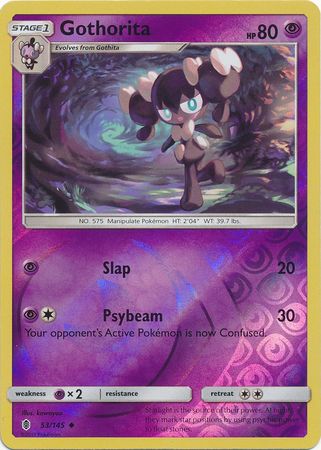 STAGE 1
Gothorita
HP 80
Evolves from Gothita
NO. 575 Manipulate Pokémon HT: 2'04" WT: 39.7 lbs.
Slap 20
Psybeam 30
Your opponent's Active Pokémon is now Confused.
weakness ×2 resistance retreat
Illus. kawayoo
Starlight is the source of their power. At night,
they mark star positions by using psychic power
to float stones.
53/145
©2017 Pokémon